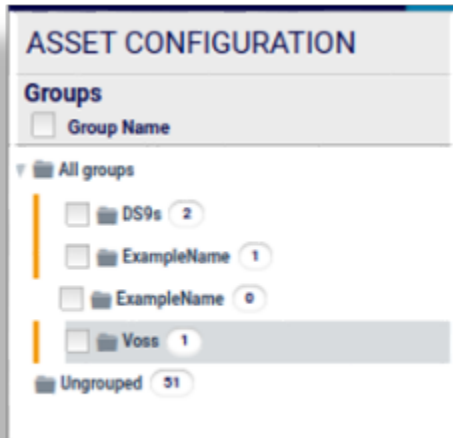 ASSET CONFIGURATION
Groups
Group Name
All groups
DS9s 2
ExampleName 1
ExampleName 0
Voss 1
Ungrouped 51